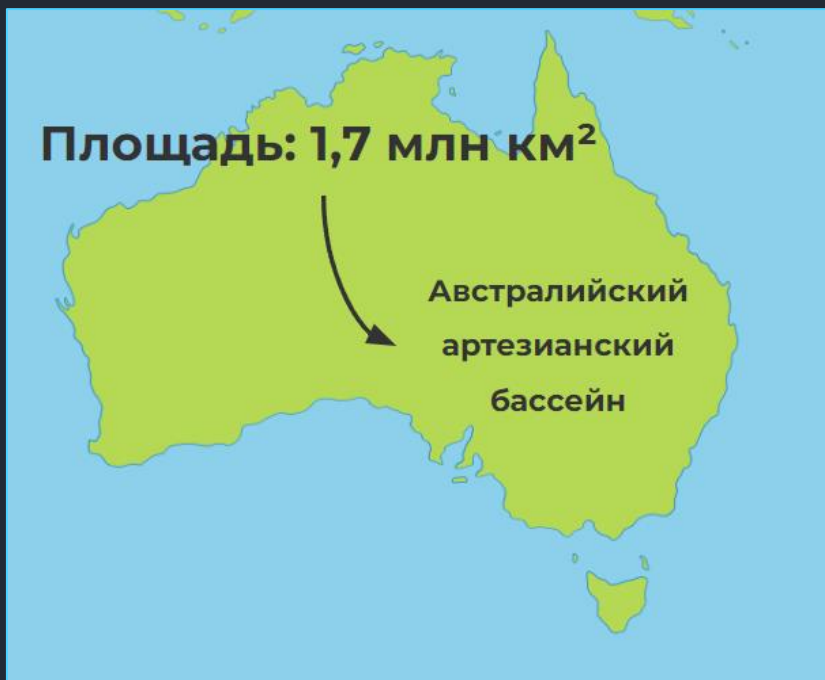 Площадь: 1,7 млн км²
Австралийский
артезианский
бассейн